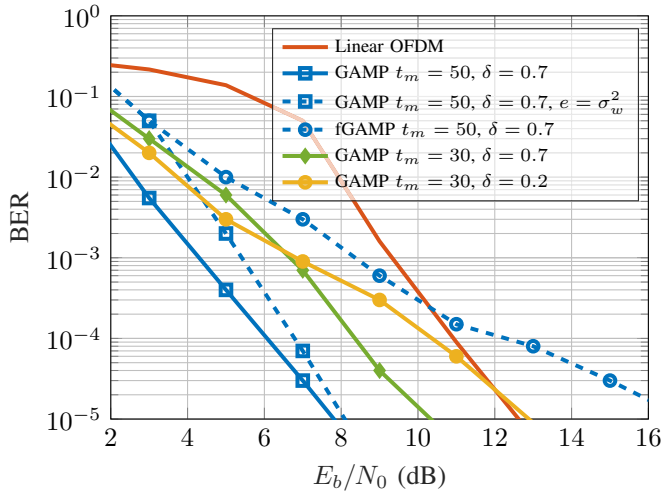 10^0
10^{-1}
10^{-2}
10^{-3}
10^{-4}
10^{-5}
BER
Linear OFDM
GAMP t_m = 50, δ = 0.7
GAMP t_m = 50, δ = 0.7, e = σ_w^2
fGAMP t_m = 50, δ = 0.7
GAMP t_m = 30, δ = 0.7
GAMP t_m = 30, δ = 0.2
2 4 6 8 10 12 14 16
E_b/N_0 (dB)